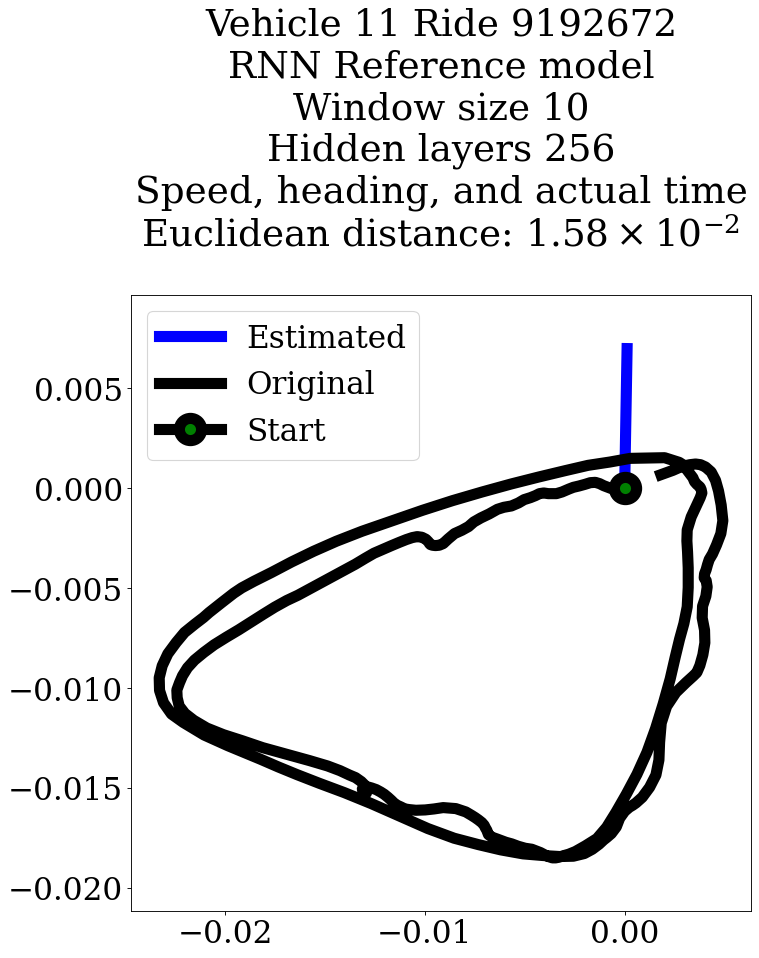 Vehicle 11 Ride 9192672
RNN Reference model
Window size 10
Hidden layers 256
Speed, heading, and actual time
Euclidean distance: 1.58 × 10⁻²
Estimated
Original
Start
0.005
0.000
−0.005
−0.010
−0.015
−0.020
−0.02
−0.01
0.00